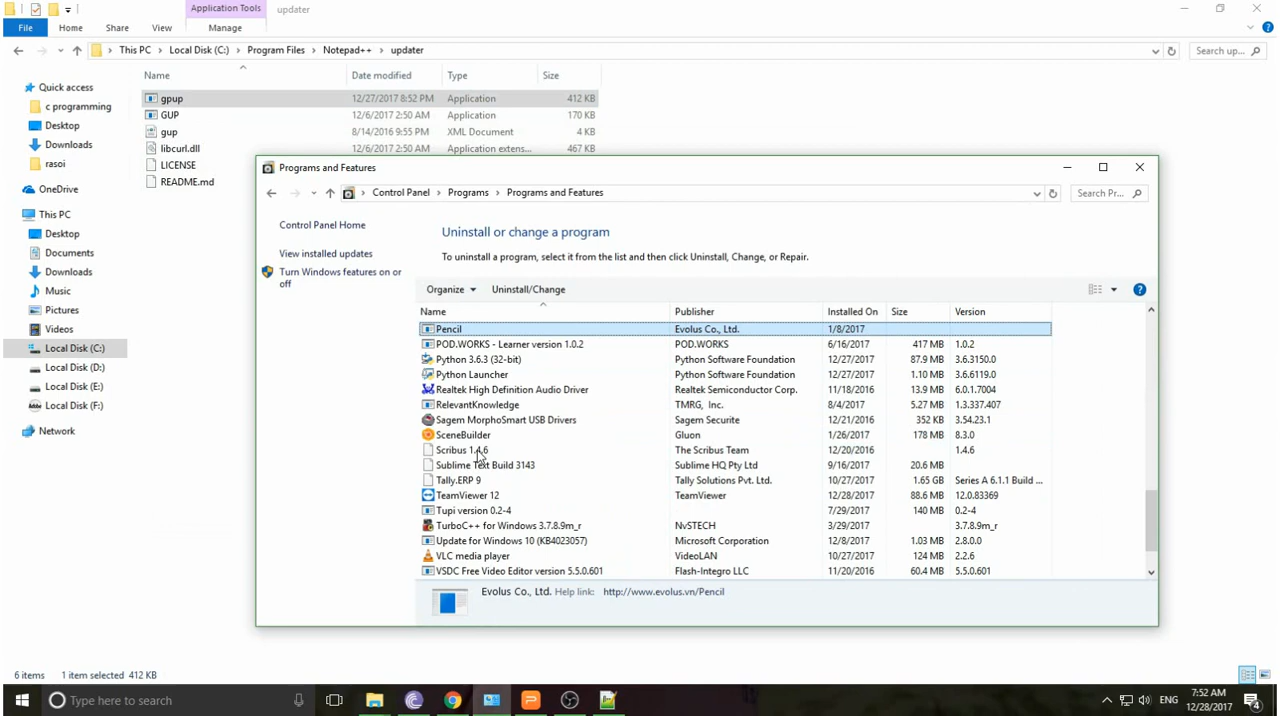 Application Tools
updater
File
Home
Share
View
Manage
This PC
Local Disk (C:)
Program Files
Notepad++
updater
Search up...
Name
Date modified
Type
Size
Quick access
c programming
Desktop
Downloads
rasoi
OneDrive
This PC
Desktop
Documents
Downloads
Music
Pictures
Videos
Local Disk (C:)
Local Disk (D:)
Local Disk (E:)
Local Disk (F:)
Network
gpup 12/27/2017 8:52 PM Application 412 KB
GUP 12/6/2017 2:50 AM Application 170 KB
gup 8/14/2016 9:55 PM XML Document 4 KB
libcurl.dll 12/6/2017 2:50 AM Application extens... 467 KB
LICENSE
README.md
Programs and Features
Control Panel
Programs
Programs and Features
Search Pr...
Control Panel Home
View installed updates
Turn Windows features on or
off
Uninstall or change a program
To uninstall a program, select it from the list and then click Uninstall, Change, or Repair.
Organize
Uninstall/Change
Name Publisher Installed On Size Version
Pencil Evolus Co., Ltd. 1/8/2017
POD.WORKS - Learner version 1.0.2 POD.WORKS 6/16/2017 417 MB 1.0.2
Python 3.6.3 (32-bit) Python Software Foundation 12/27/2017 87.9 MB 3.6.3150.0
Python Launcher Python Software Foundation 12/27/2017 1.10 MB 3.6.6119.0
Realtek High Definition Audio Driver Realtek Semiconductor Corp. 11/18/2016 13.9 MB 6.0.1.7004
RelevantKnowledge TMRG, Inc. 8/4/2017 5.27 MB 1.3.337.407
Sagem MorphoSmart USB Drivers Sagem Securite 12/21/2016 352 KB 3.54.23.1
SceneBuilder Gluon 1/26/2017 178 MB 8.3.0
Scribus 1.4.6 The Scribus Team 12/20/2016 1.4.6
Sublime Text Build 3143 Sublime HQ Pty Ltd 9/16/2017 20.6 MB
Tally.ERP 9 Tally Solutions Pvt. Ltd. 10/27/2017 1.65 GB Series A 6.1.1 Build ...
TeamViewer 12 TeamViewer 12/28/2017 88.6 MB 12.0.83369
Tupi version 0.2-4 7/29/2017 140 MB 0.2-4
TurboC++ for Windows 3.7.8.9m_r NvSTECH 3/29/2017 3.7.8.9m_r
Update for Windows 10 (KB4023057) Microsoft Corporation 12/8/2017 1.03 MB 2.8.0.0
VLC media player VideoLAN 10/27/2017 124 MB 2.2.6
VSDC Free Video Editor version 5.5.0.601 Flash-Integro LLC 11/20/2016 60.4 MB 5.5.0.601
Evolus Co., Ltd. Help link: http://www.evolus.vn/Pencil
6 items 1 item selected 412 KB
Type here to search
ENG
7:52 AM
12/28/2017
4